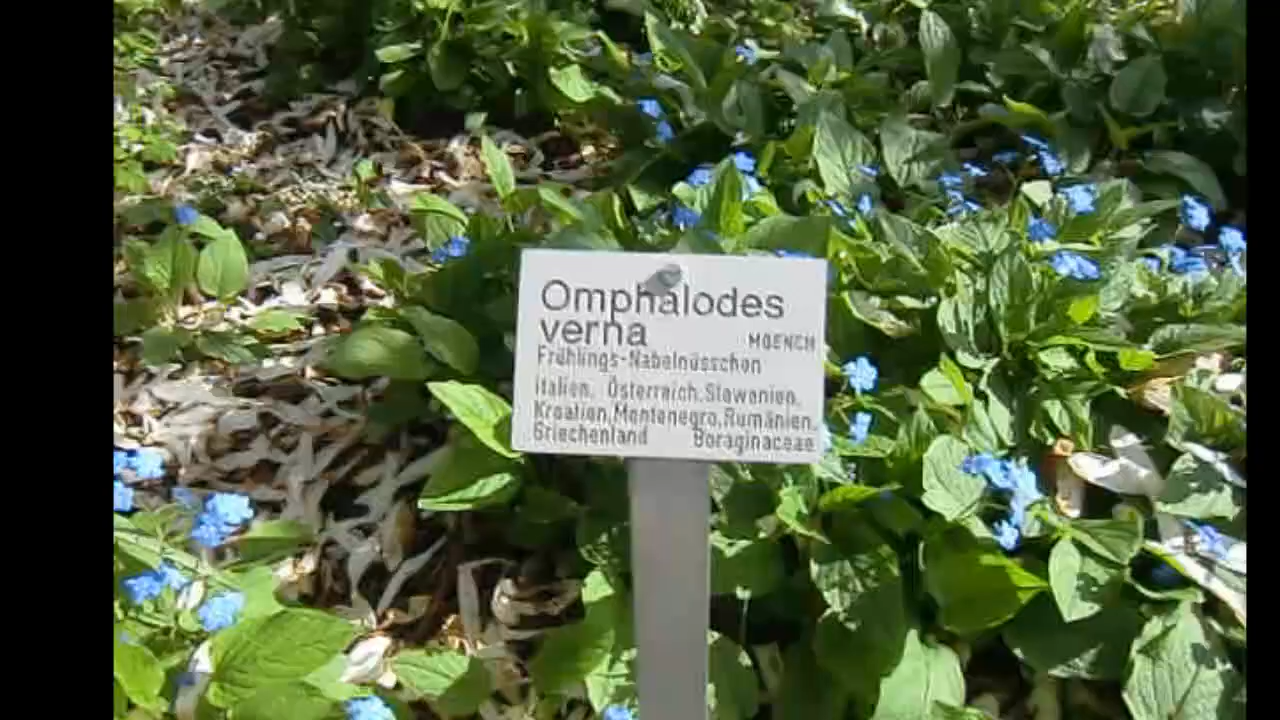 Omphalodes
verna MOENCH
Frühlings-Nabelnüsschen
Italien, Österreich, Slowenien,
Kroatien, Montenegro, Rumänien,
Griechenland Boraginaceae